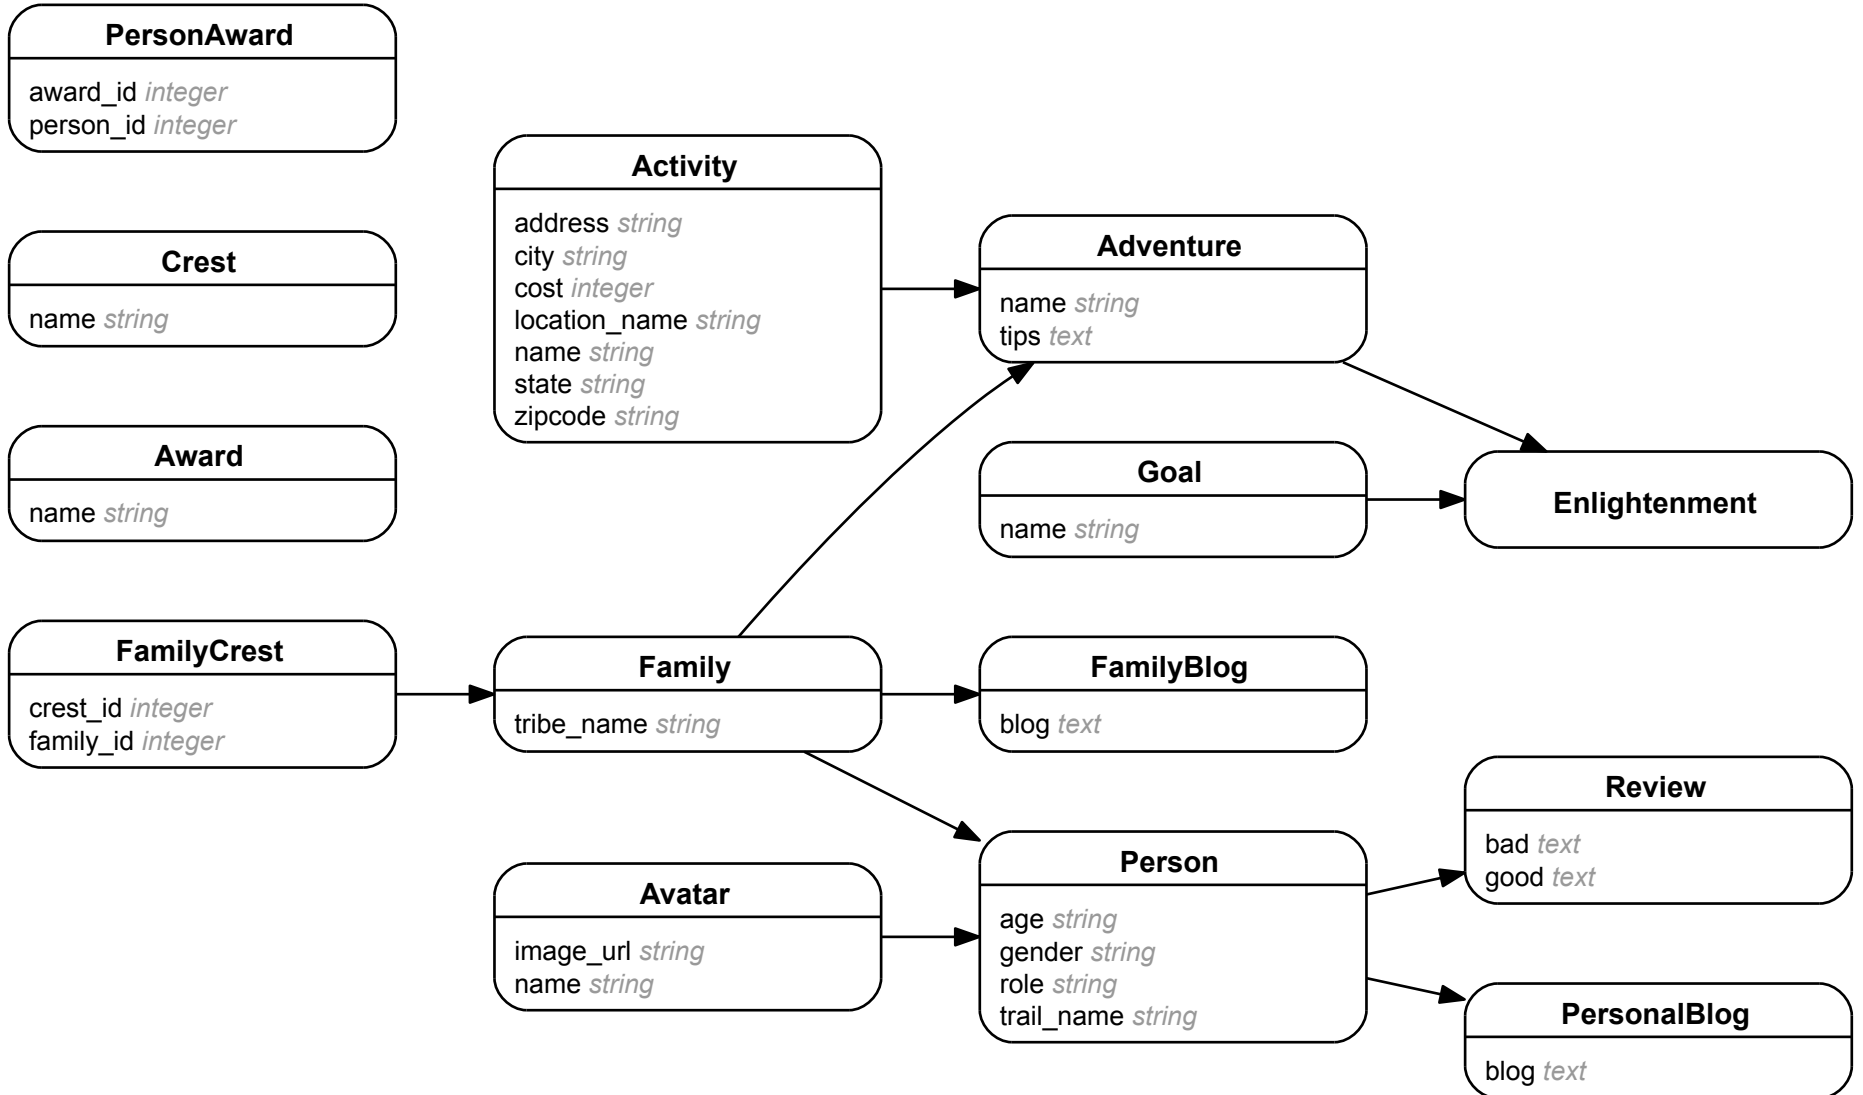 PersonAward
award_id integer
person_id integer
Crest
name string
Award
name string
FamilyCrest
crest_id integer
family_id integer
Activity
address string
city string
cost integer
location_name string
name string
state string
zipcode string
Family
tribe_name string
Avatar
image_url string
name string
Adventure
name string
tips text
Goal
name string
FamilyBlog
blog text
Person
age string
gender string
role string
trail_name string
Enlightenment
Review
bad text
good text
PersonalBlog
blog text